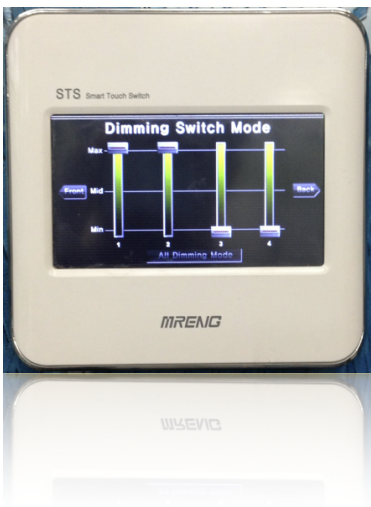 STS Smart Touch Switch
Dimming Switch Mode
Max
Front
Mid
Back
Min
1 2 3 4
All Dimming Mode
MRENG